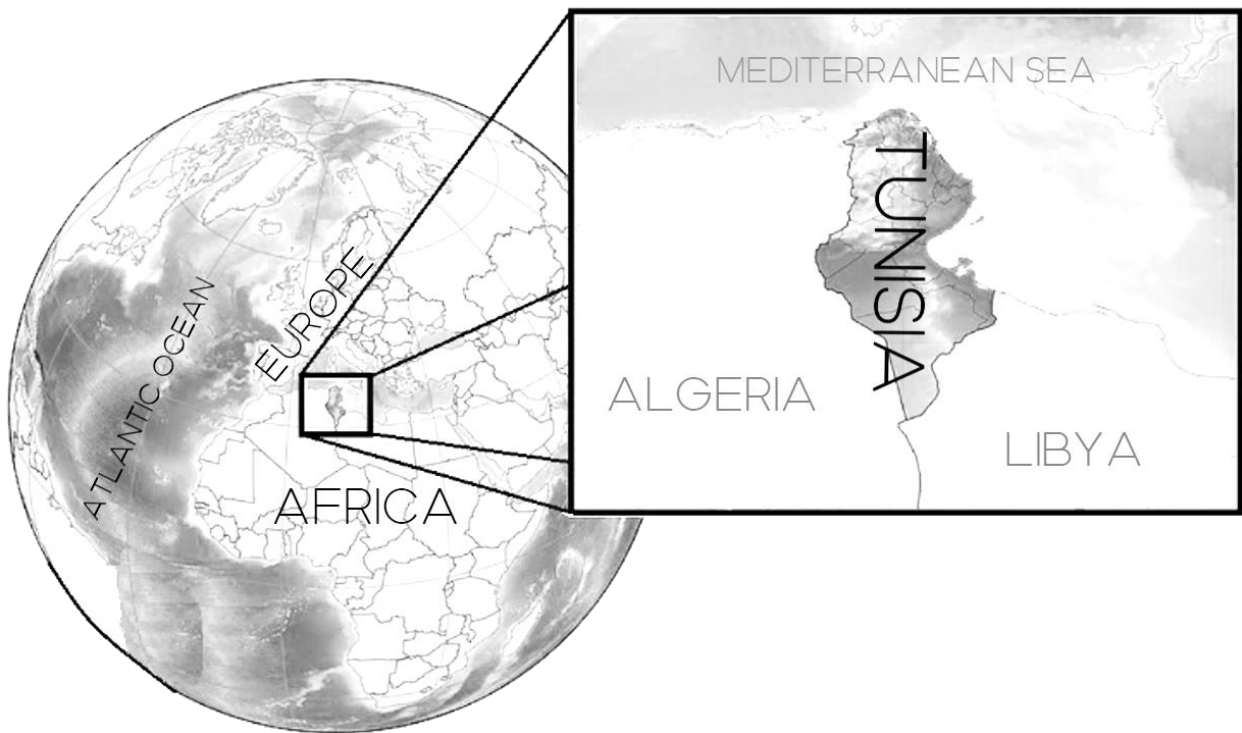 MEDITERRANEAN SEA
TUNISIA
ALGERIA
LIBYA
EUROPE
ATLANTIC OCEAN
AFRICA